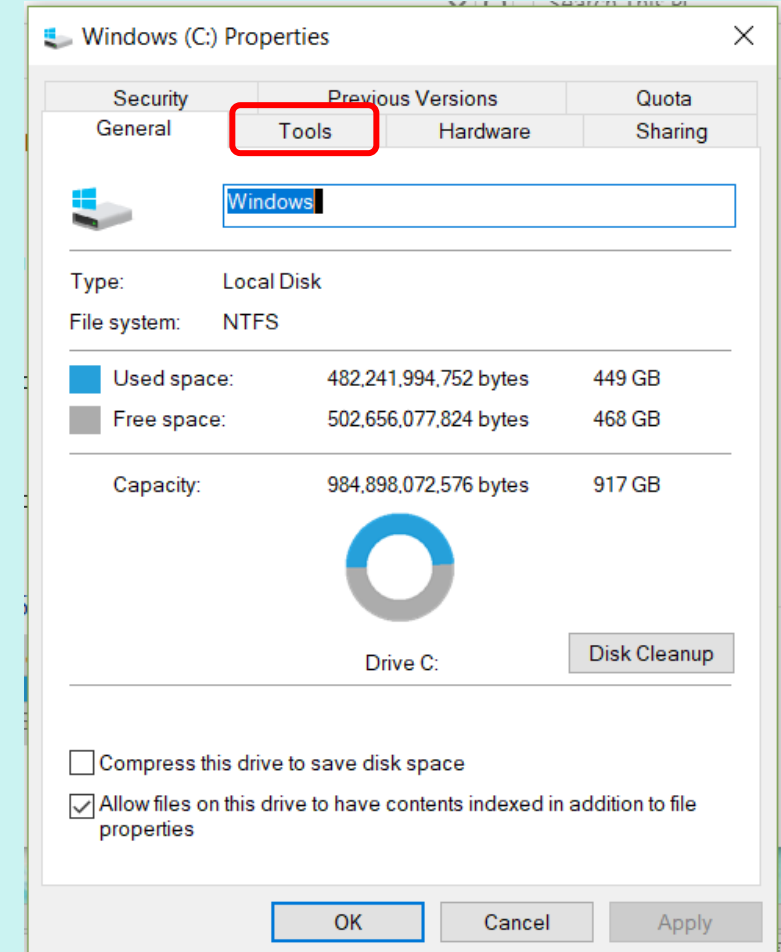 Windows (C:) Properties
Security Previous Versions Quota
General Tools Hardware Sharing
Windows
Type: Local Disk
File system: NTFS
Used space: 482,241,994,752 bytes 449 GB
Free space: 502,656,077,824 bytes 468 GB
Capacity: 984,898,072,576 bytes 917 GB
Drive C:
Disk Cleanup
Compress this drive to save disk space
Allow files on this drive to have contents indexed in addition to file
properties
OK Cancel Apply